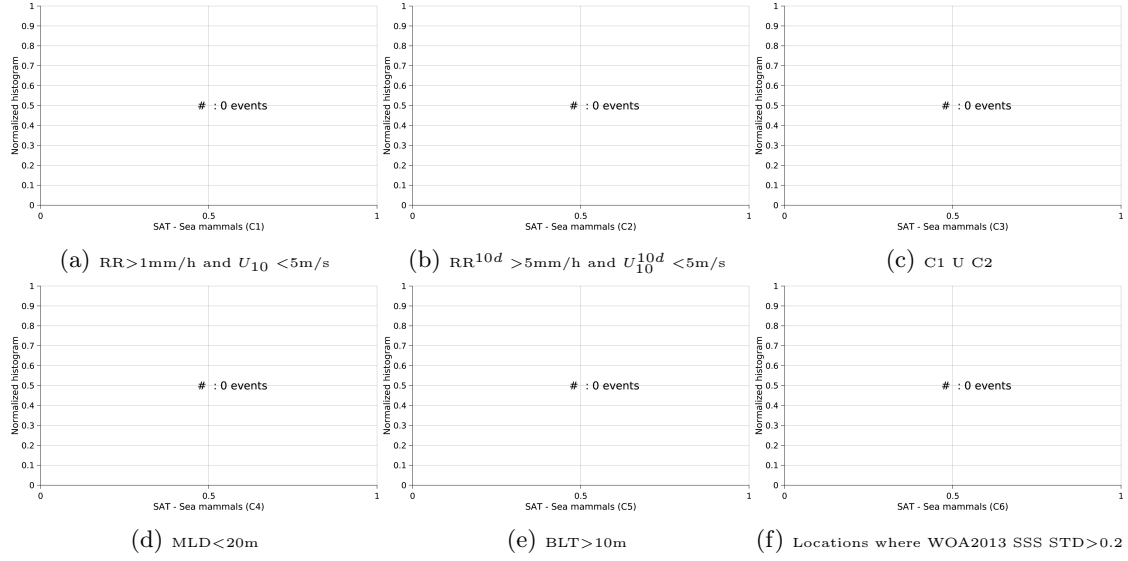 1
0.9
0.8
0.7
0.6
0.5
0.4
0.3
0.2
0.1
0
Normalized histogram
# : 0 events
0 0.5 1
SAT - Sea mammals (C1)
(a) RR>1mm/h and U10 <5m/s
1
0.9
0.8
0.7
0.6
0.5
0.4
0.3
0.2
0.1
0
Normalized histogram
# : 0 events
0 0.5 1
SAT - Sea mammals (C2)
(b) RR10d >5mm/h and U10d10 <5m/s
1
0.9
0.8
0.7
0.6
0.5
0.4
0.3
0.2
0.1
0
Normalized histogram
# : 0 events
0 0.5 1
SAT - Sea mammals (C3)
(c) C1 U C2
1
0.9
0.8
0.7
0.6
0.5
0.4
0.3
0.2
0.1
0
Normalized histogram
# : 0 events
0 0.5 1
SAT - Sea mammals (C4)
(d) MLD<20m
1
0.9
0.8
0.7
0.6
0.5
0.4
0.3
0.2
0.1
0
Normalized histogram
# : 0 events
0 0.5 1
SAT - Sea mammals (C5)
(e) BLT>10m
1
0.9
0.8
0.7
0.6
0.5
0.4
0.3
0.2
0.1
0
Normalized histogram
# : 0 events
0 0.5 1
SAT - Sea mammals (C6)
(f) Locations where WOA2013 SSS STD>0.2